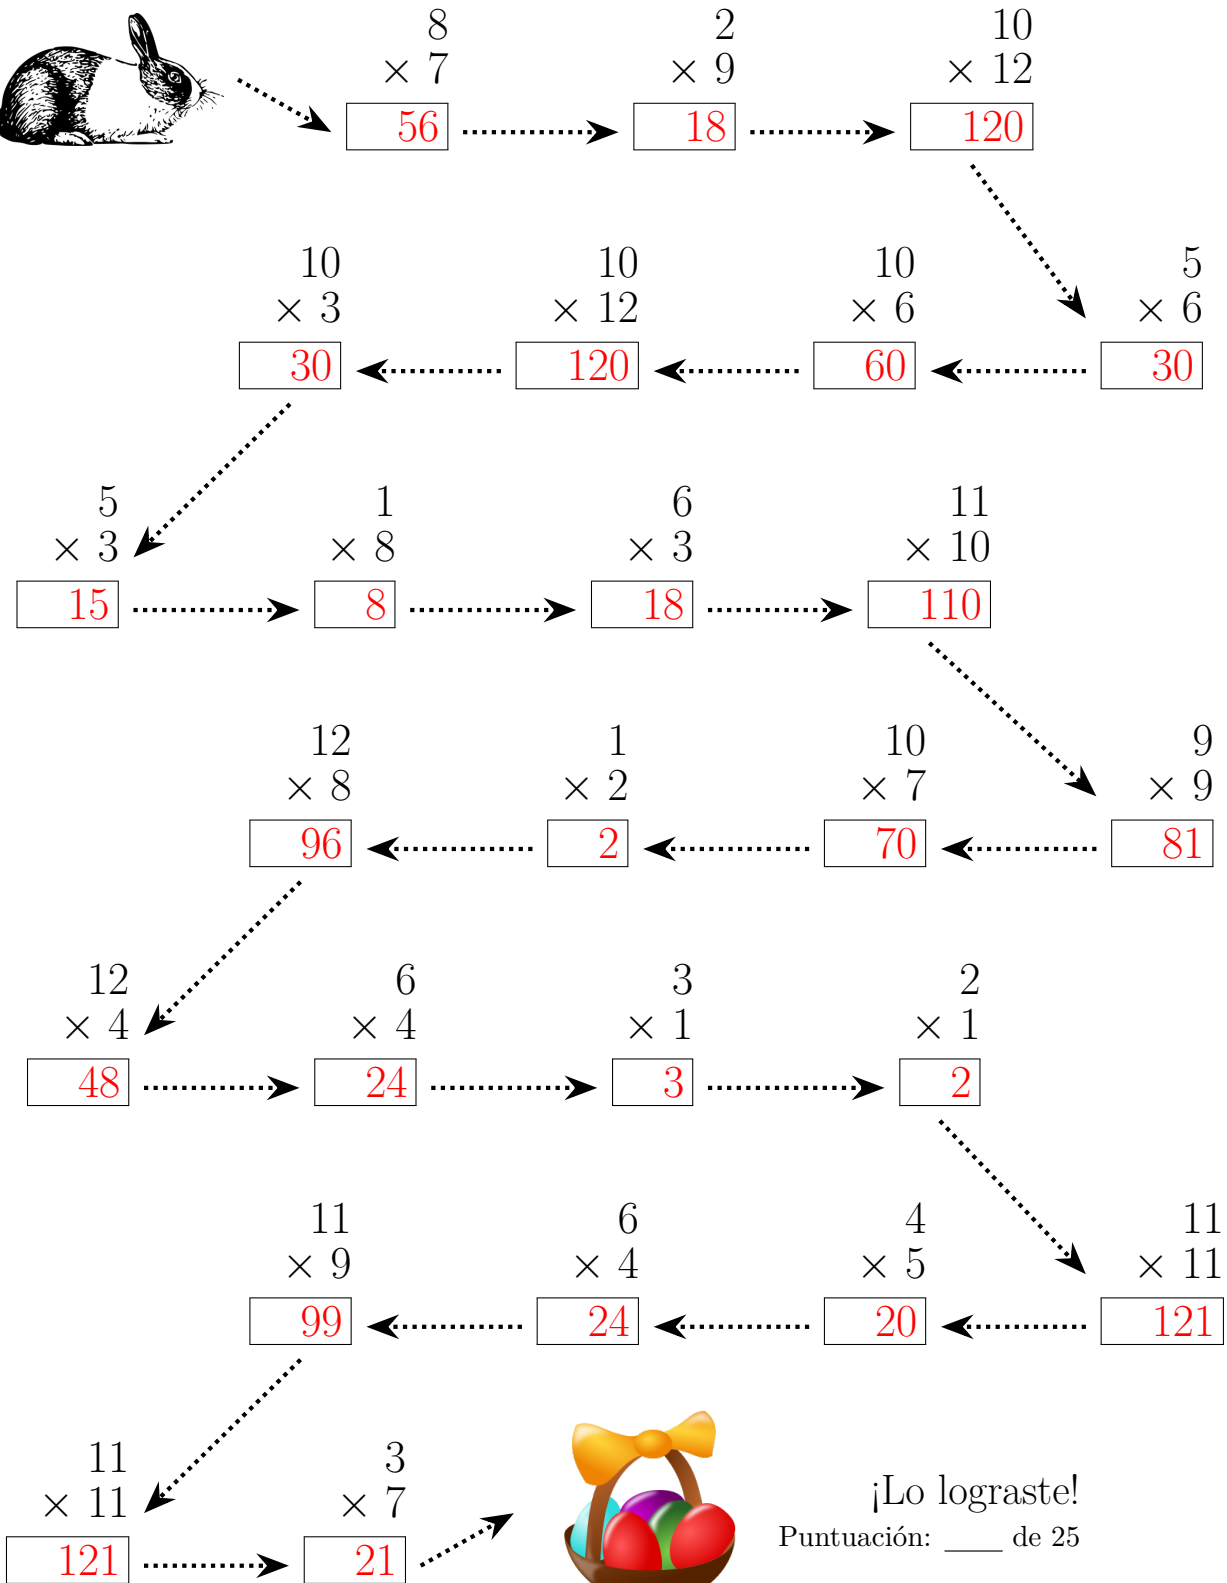 8 2 10
× 7 × 9 × 12
56 18 120
10 10 10 5
× 3 × 12 × 6 × 6
30 120 60 30
5 1 6 11
× 3 × 8 × 3 × 10
15 8 18 110
12 1 10 9
× 8 × 2 × 7 × 9
96 2 70 81
12 6 3 2
× 4 × 4 × 1 × 1
48 24 3 2
11 6 4 11
× 9 × 4 × 5 × 11
99 24 20 121
11 3
× 11 × 7
121 21
¡Lo lograste!
Puntuación: ____ de 25